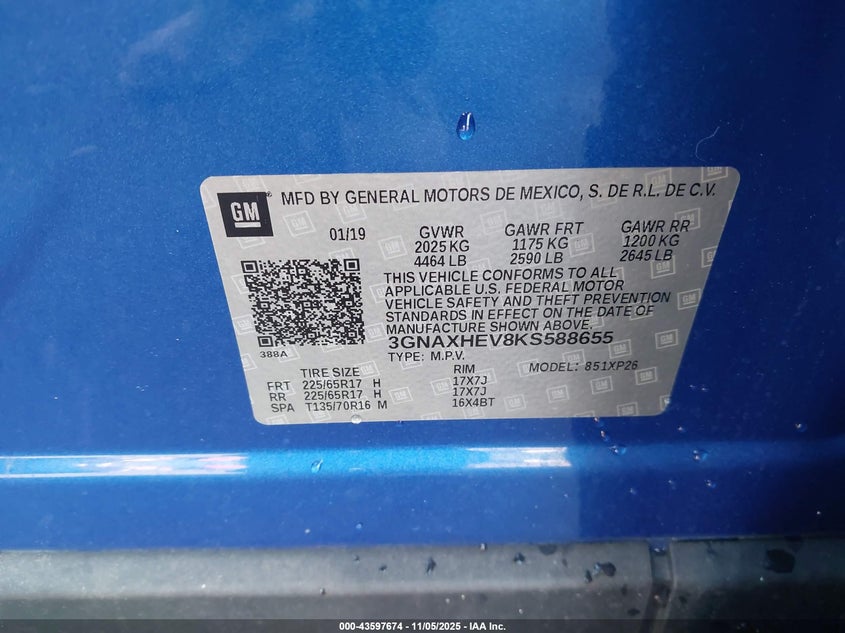 GM
MFD BY GENERAL MOTORS DE MEXICO, S. DE R.L. DE C.V.
01/19 GVWR GAWR FRT GAWR RR
2025 KG 1175 KG 1200 KG
4464 LB 2590 LB 2645 LB
THIS VEHICLE CONFORMS TO ALL
APPLICABLE U.S. FEDERAL MOTOR
VEHICLE SAFETY AND THEFT PREVENTION
STANDARDS IN EFFECT ON THE DATE OF
MANUFACTURE SHOWN ABOVE.
3GNAXHEV8KS588655
388A
TYPE: M.P.V. MODEL: 851XP26
TIRE SIZE RIM
FRT 225/65R17 H 17X7J
RR 225/65R17 H 17X7J
SPA T135/70R16 M 16X4BT
000-43597674 - 11/05/2025 - IAA Inc.